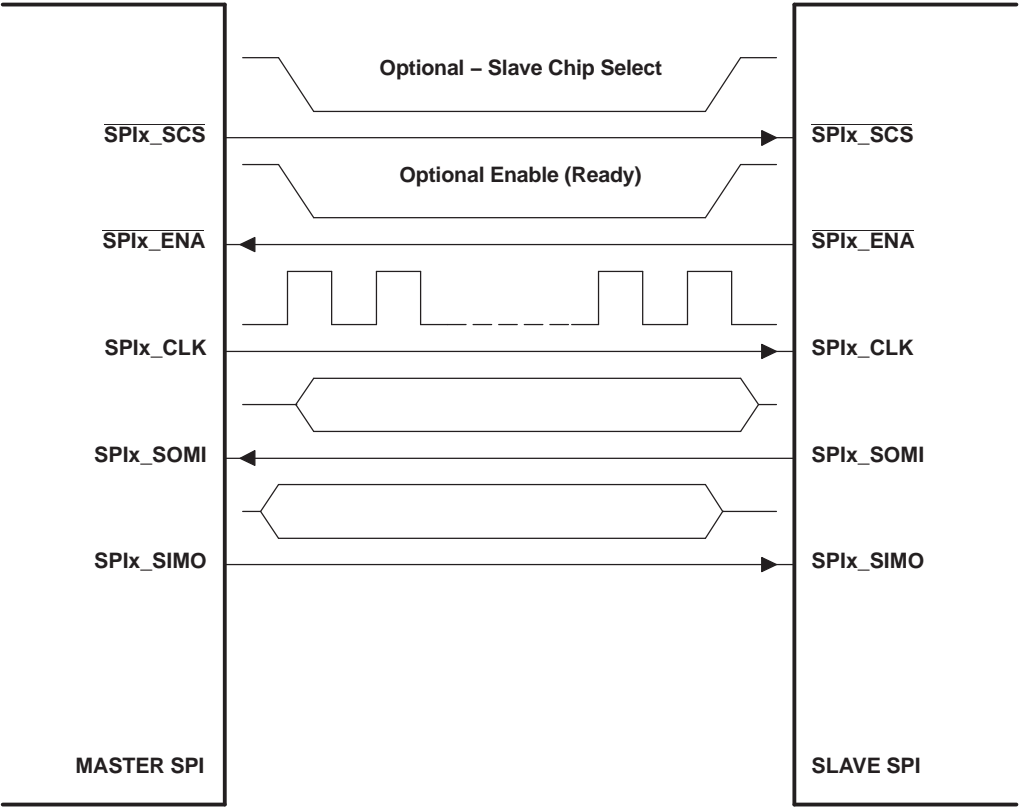 Optional – Slave Chip Select
SPIx_SCS
SPIx_SCS
Optional Enable (Ready)
SPIx_ENA
SPIx_ENA
SPIx_CLK
SPIx_CLK
SPIx_SOMI
SPIx_SOMI
SPIx_SIMO
SPIx_SIMO
MASTER SPI
SLAVE SPI